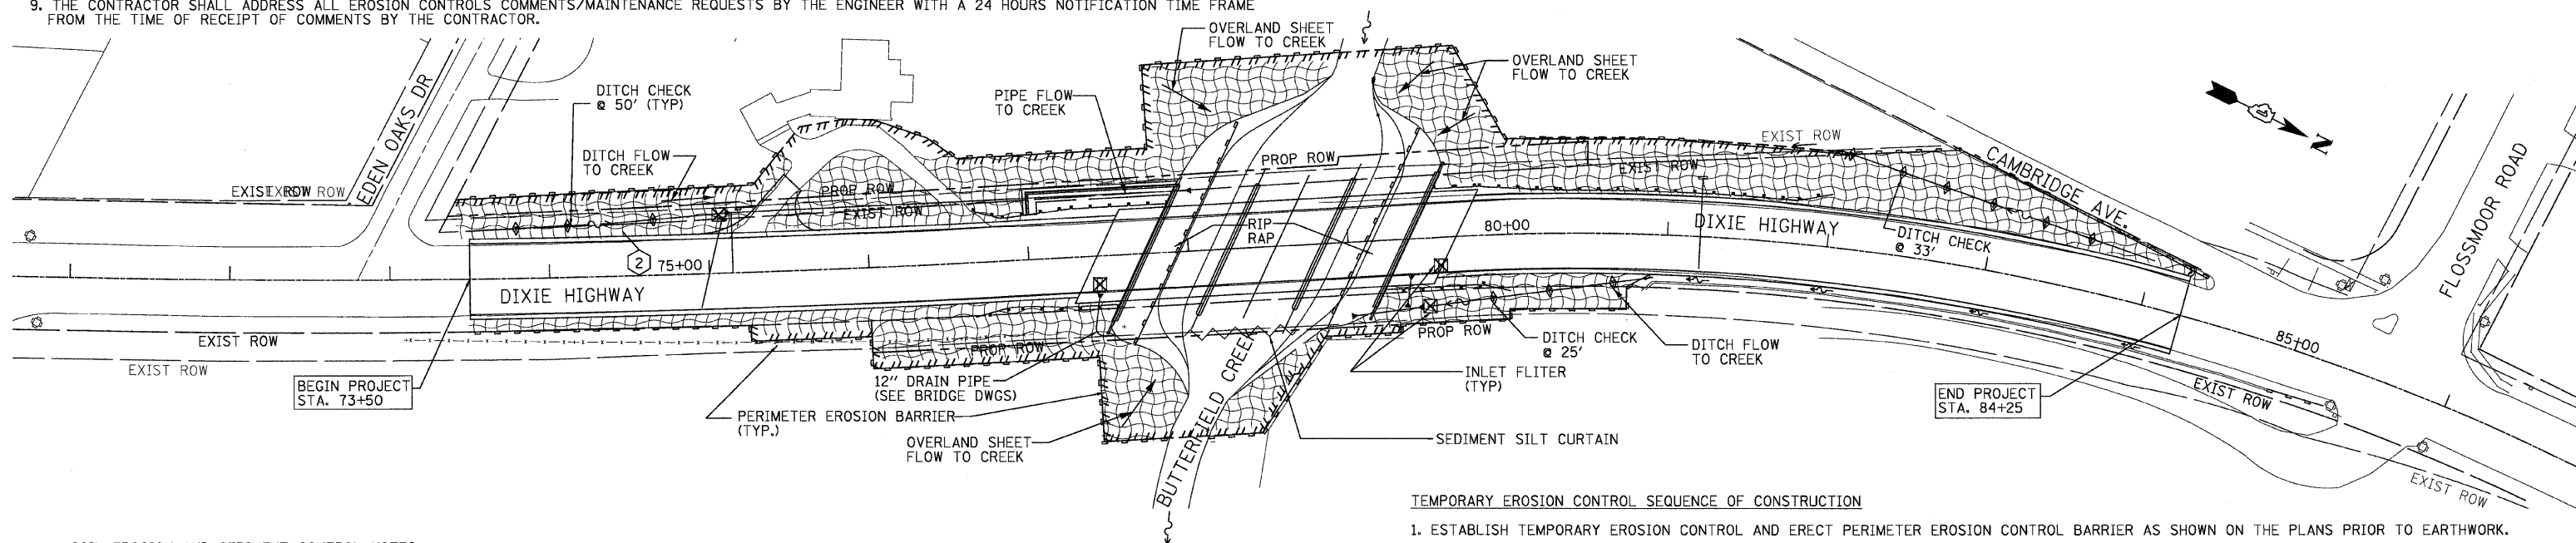 9. THE CONTRACTOR SHALL ADDRESS ALL EROSION CONTROLS COMMENTS/MAINTENANCE REQUESTS BY THE ENGINEER WITH A 24 HOURS NOTIFICATION TIME FRAME
FROM THE TIME OF RECEIPT OF COMMENTS BY THE CONTRACTOR.
OVERLAND SHEET
FLOW TO CREEK
OVERLAND SHEET
FLOW TO CREEK
EDEN OAKS DR
DITCH CHECK
@ 50' (TYP)
PIPE FLOW
TO CREEK
DITCH FLOW
TO CREEK
EXIST ROW
EXIST ROW
EXIST ROW
PROP ROW
EXIST ROW
PROP ROW
EXIST ROW
CAMBRIDGE AVE.
N
FLOSSMOOR ROAD
RIP
RAP
80+00
DIXIE HIGHWAY
DITCH CHECK
@ 33'
2
75+00
DIXIE HIGHWAY
EXIST ROW
EXIST ROW
PROP ROW
PROP ROW
DITCH CHECK
@ 25'
DITCH FLOW
TO CREEK
85+00
BEGIN PROJECT
STA. 73+50
12" DRAIN PIPE
(SEE BRIDGE DWGS)
INLET FLITER
(TYP)
END PROJECT
STA. 84+25
EXIST ROW
PERIMETER EROSION BARRIER
(TYP.)
OVERLAND SHEET
FLOW TO CREEK
BUTTERFIELD CREEK
SEDIMENT SILT CURTAIN
EXIST ROW
TEMPORARY EROSION CONTROL SEQUENCE OF CONSTRUCTION
1. ESTABLISH TEMPORARY EROSION CONTROL AND ERECT PERIMETER EROSION CONTROL BARRIER AS SHOWN ON THE PLANS PRIOR TO EARTHWORK.